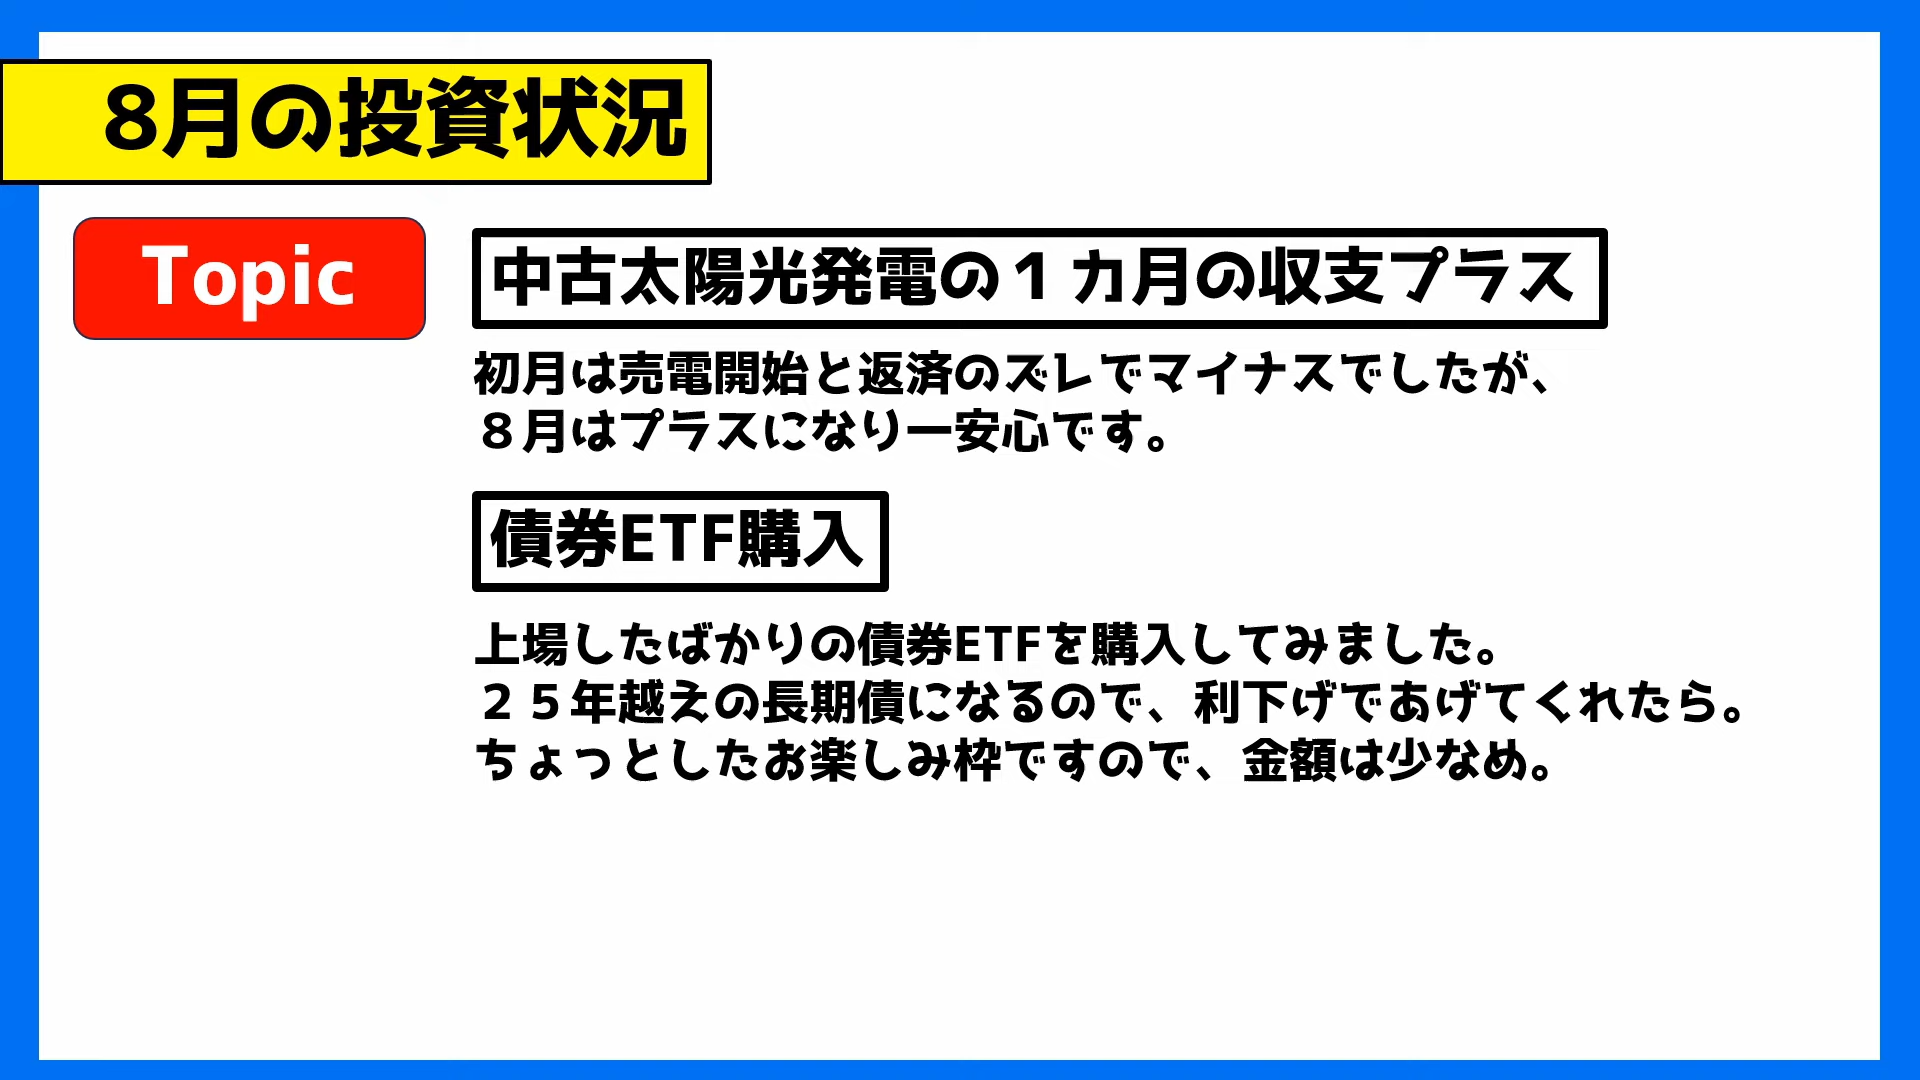 8月の投資状況
Topic
中古太陽光発電の１カ月の収支プラス
初月は売電開始と返済のズレでマイナスでしたが、
８月はプラスになり一安心です。
債券ETF購入
上場したばかりの債券ETFを購入してみました。
２５年越えの長期債になるので、利下げであげてくれたら。
ちょっとしたお楽しみ枠ですので、金額は少なめ。